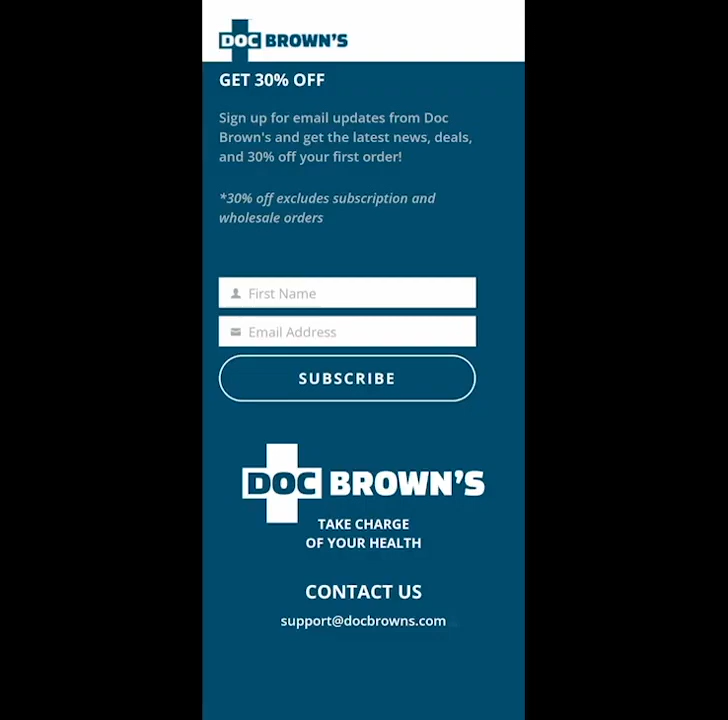 DOC BROWN'S
GET 30% OFF
Sign up for email updates from Doc
Brown's and get the latest news, deals,
and 30% off your first order!
*30% off excludes subscription and
wholesale orders
First Name
Email Address
SUBSCRIBE
DOC BROWN'S
TAKE CHARGE
OF YOUR HEALTH
CONTACT US
support@docbrowns.com